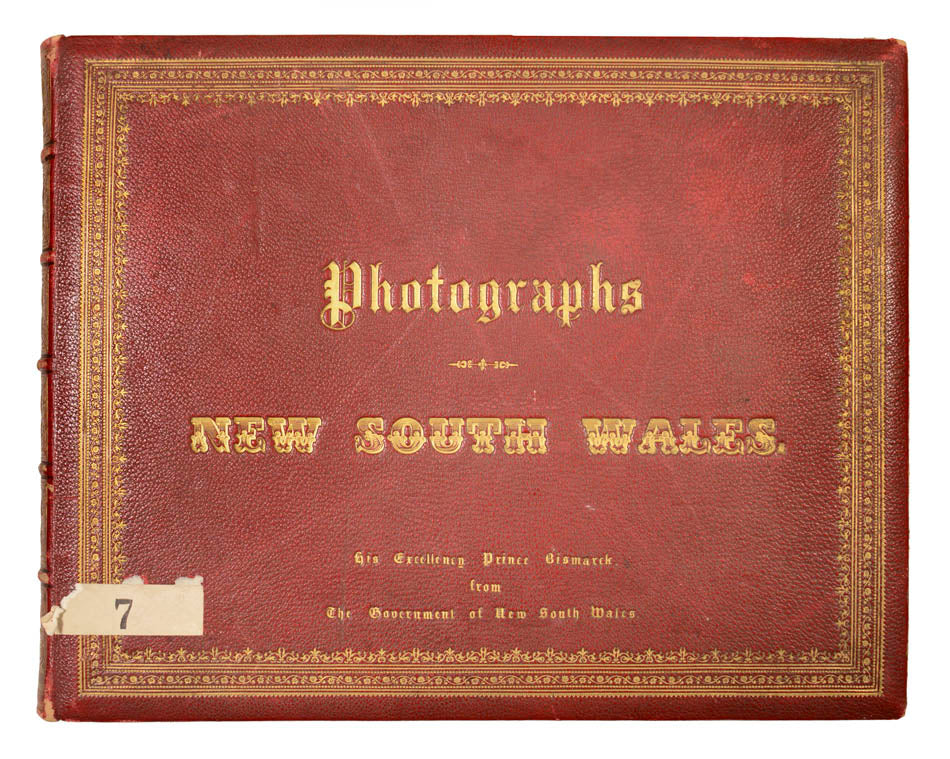 Photographs
NEW SOUTH WALES.
His Excellency Prince Bismarck.
from
The Government of New South Wales.
7